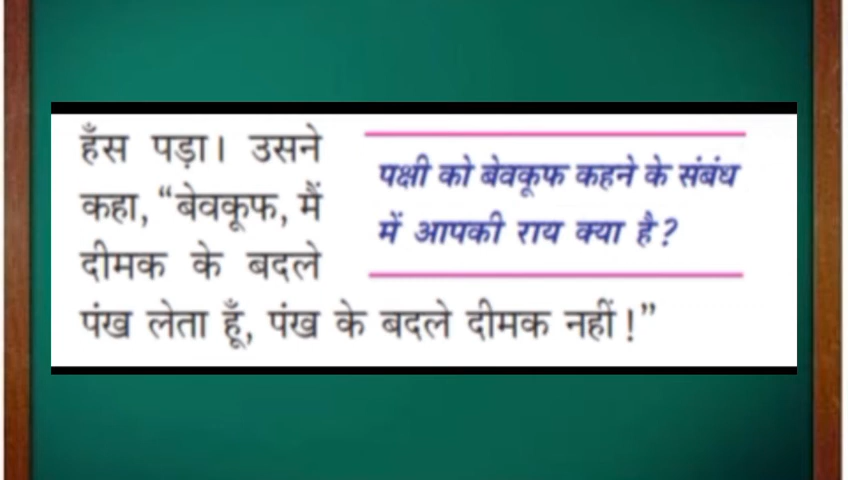 हँस पड़ा। उसने
कहा, “बेवकूफ, मैं
दीमक के बदले
पंख लेता हूँ, पंख के बदले दीमक नहीं!”
पक्षी को बेवकूफ कहने के संबंध
में आपकी राय क्या है?